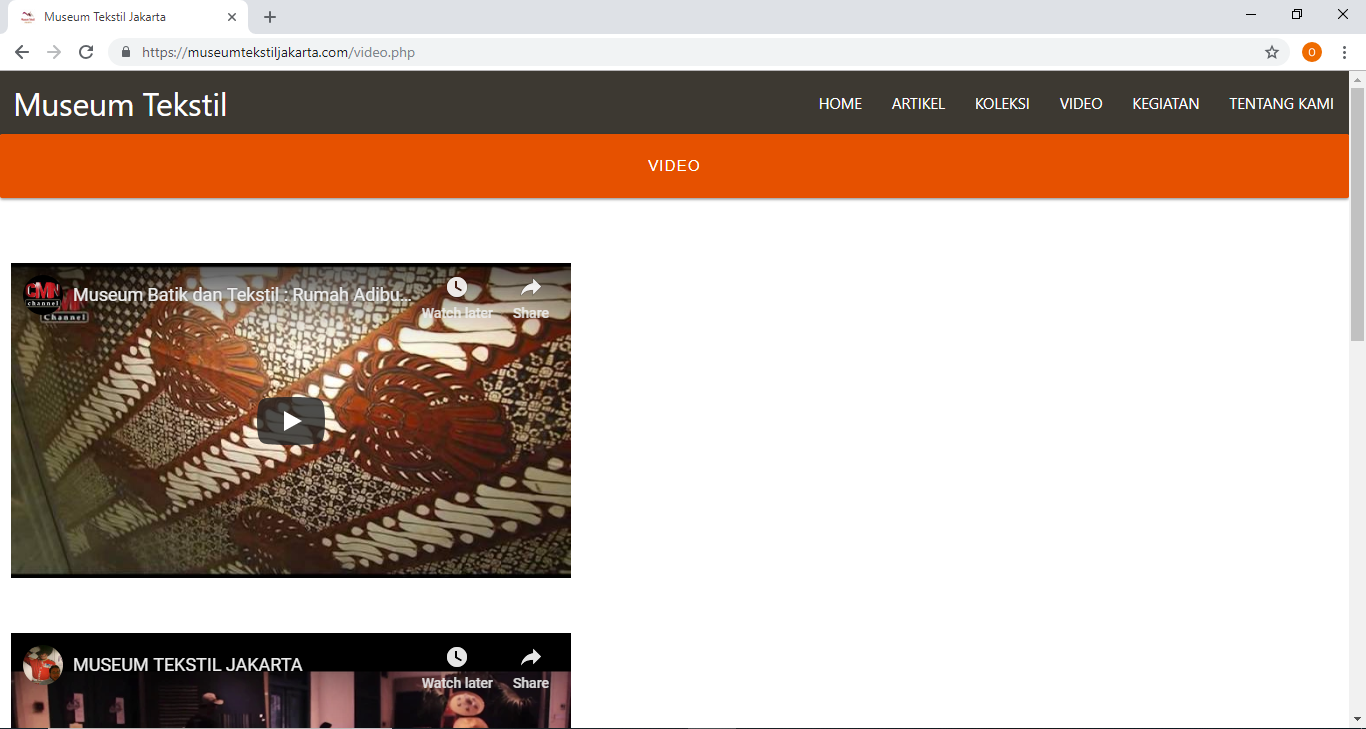 Museum Tekstil Jakarta
https://museumtekstiljakarta.com/video.php
O
Museum Tekstil
HOME ARTIKEL KOLEKSI VIDEO KEGIATAN TENTANG KAMI
VIDEO
CMN channel
Channel
Museum Batik dan Tekstil : Rumah Adibu...
Watch later Share
MUSEUM TEKSTIL JAKARTA
Watch later Share